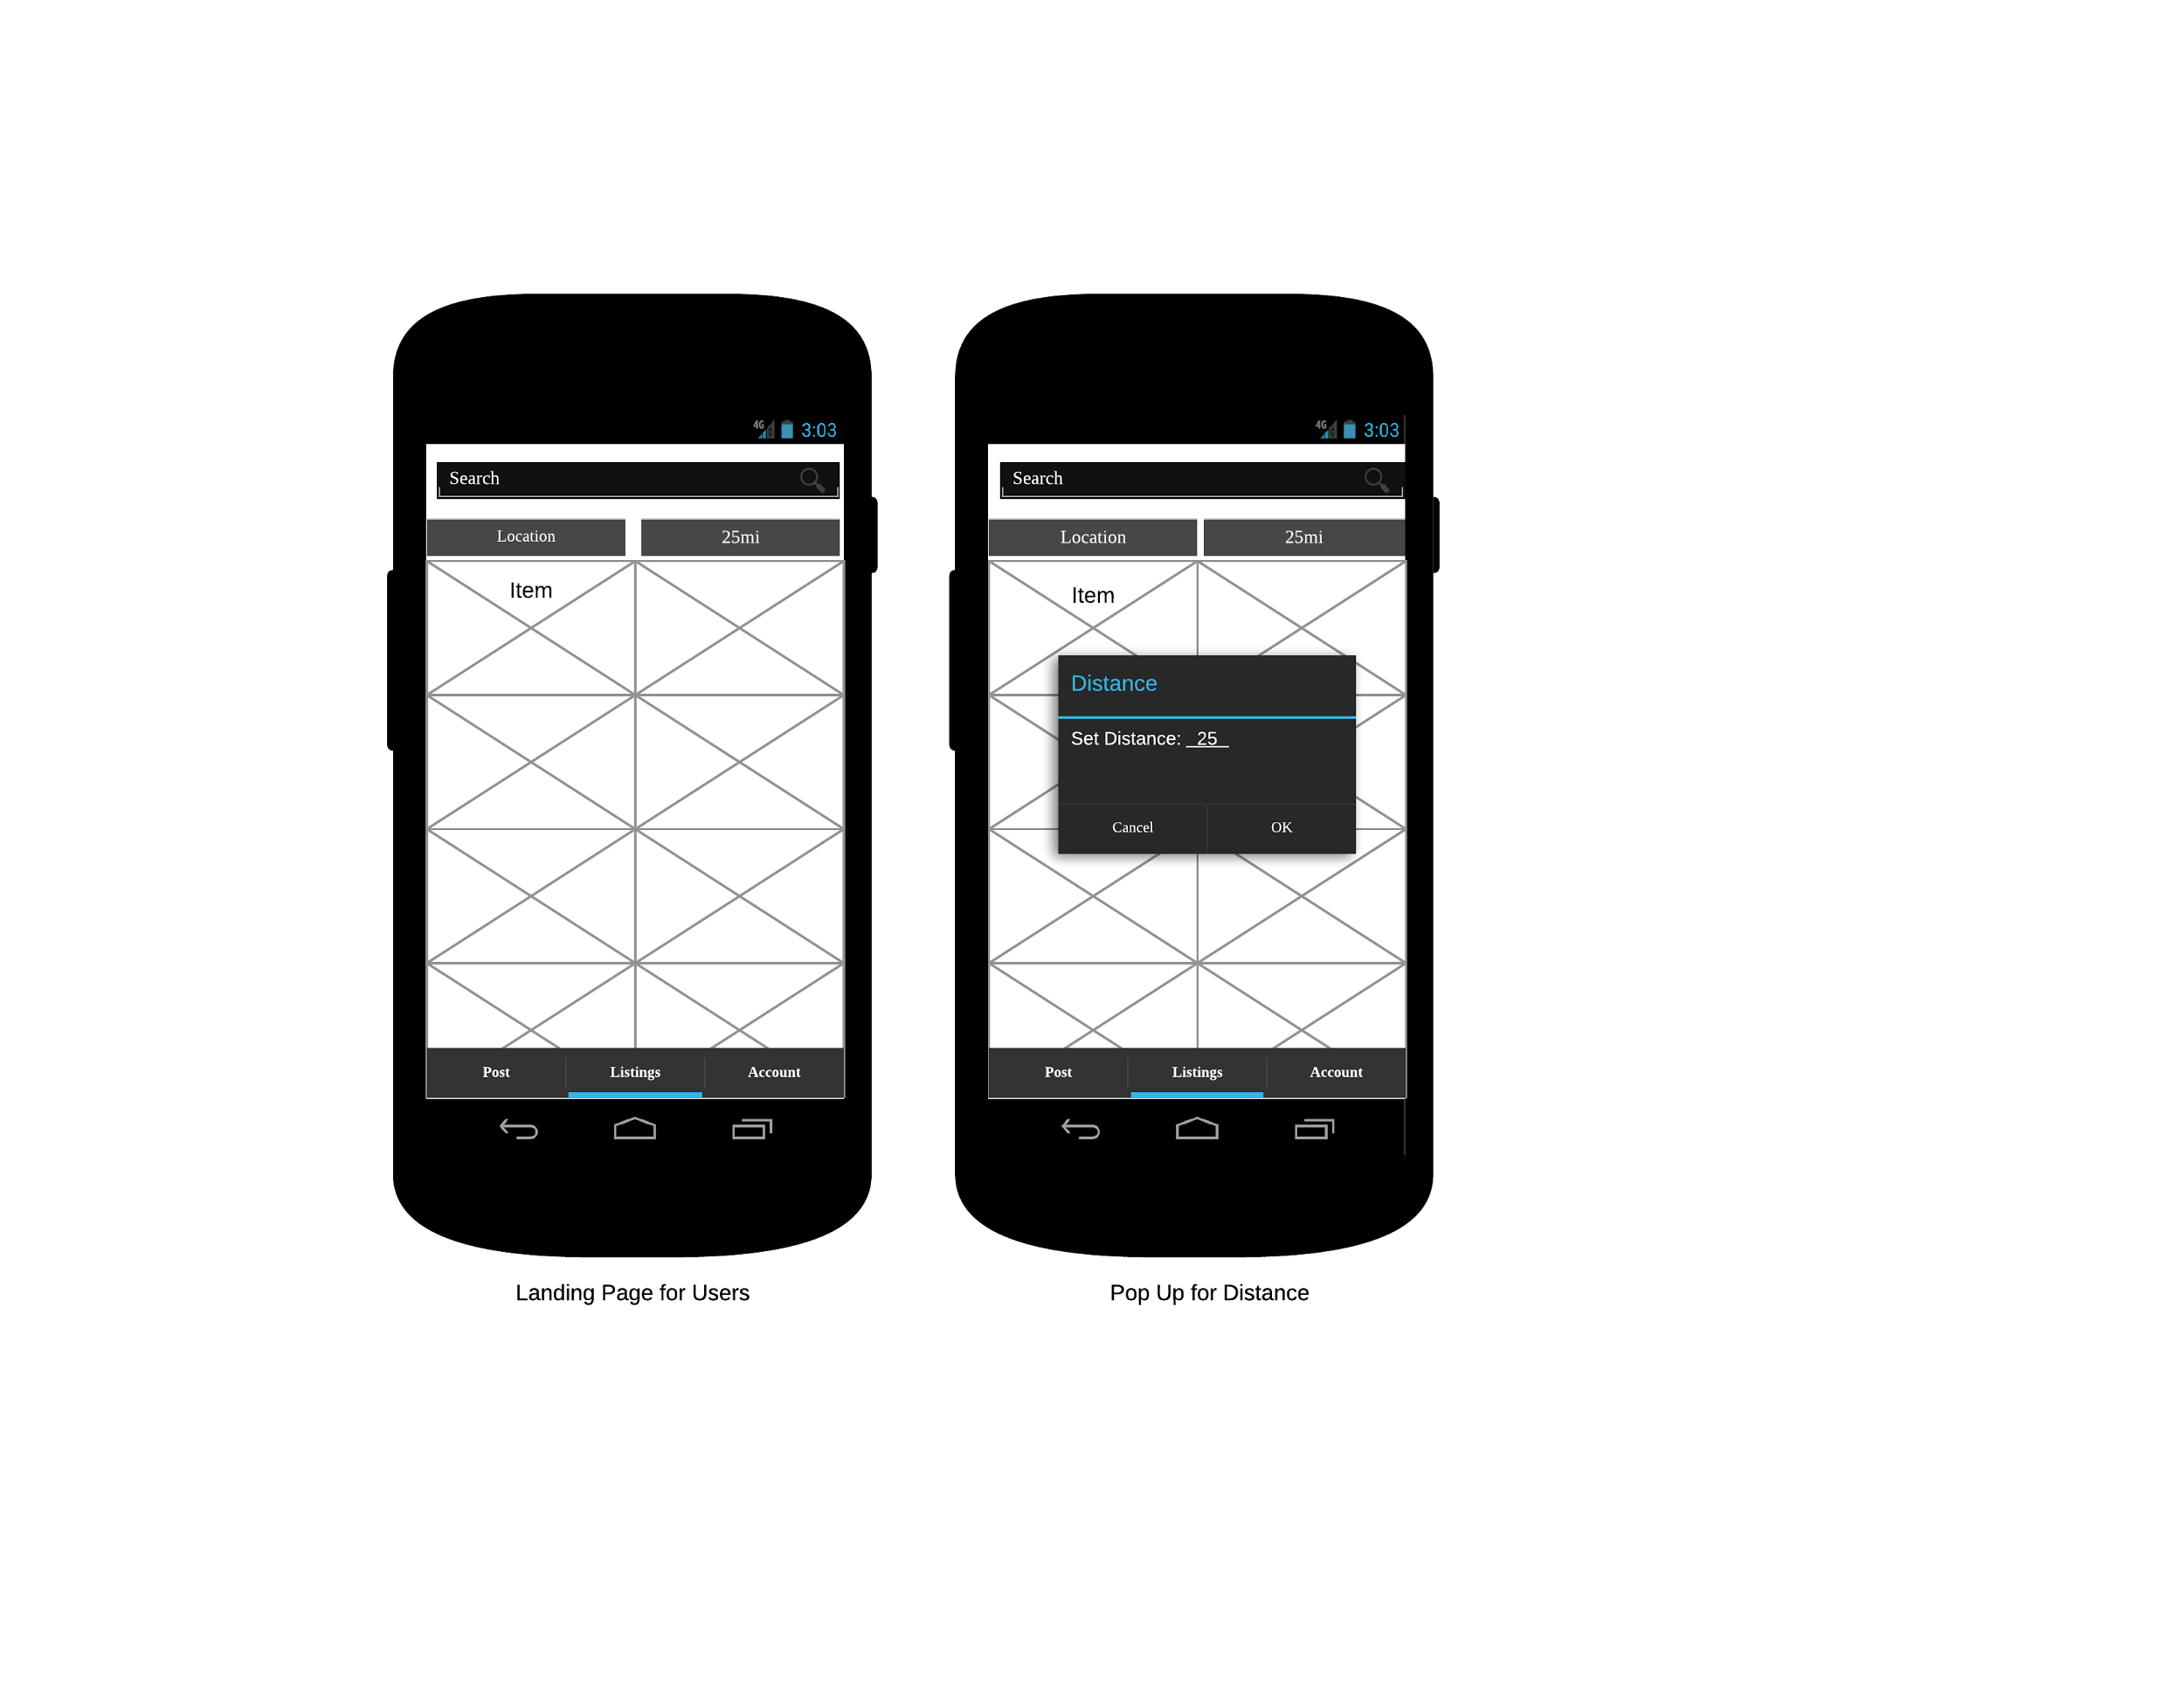 4G 3:03
Search
Location 25mi
Item
Post Listings Account
Landing Page for Users
4G 3:03
Search
Location 25mi
Item
Distance
Set Distance: 25
Cancel OK
Post Listings Account
Pop Up for Distance